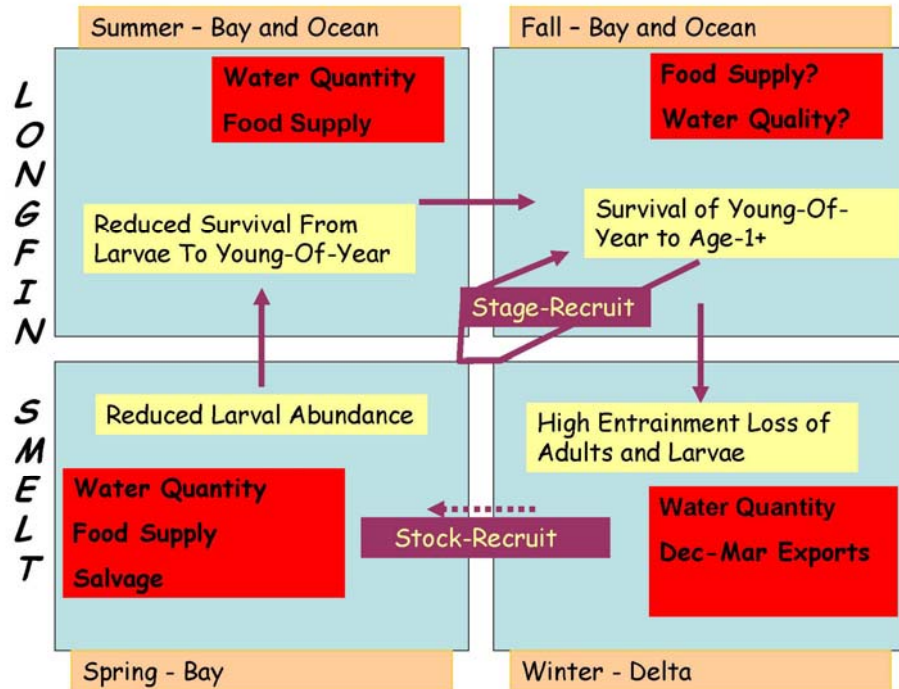 Summer – Bay and Ocean
Fall – Bay and Ocean
LONGFIN
SMELT
Water Quantity
Food Supply
Food Supply?
Water Quality?
Reduced Survival From
Larvae To Young-Of-Year
Survival of Young-Of-
Year to Age-1+
Stage-Recruit
Reduced Larval Abundance
High Entrainment Loss of
Adults and Larvae
Water Quantity
Food Supply
Salvage
Stock-Recruit
Water Quantity
Dec-Mar Exports
Spring - Bay
Winter - Delta